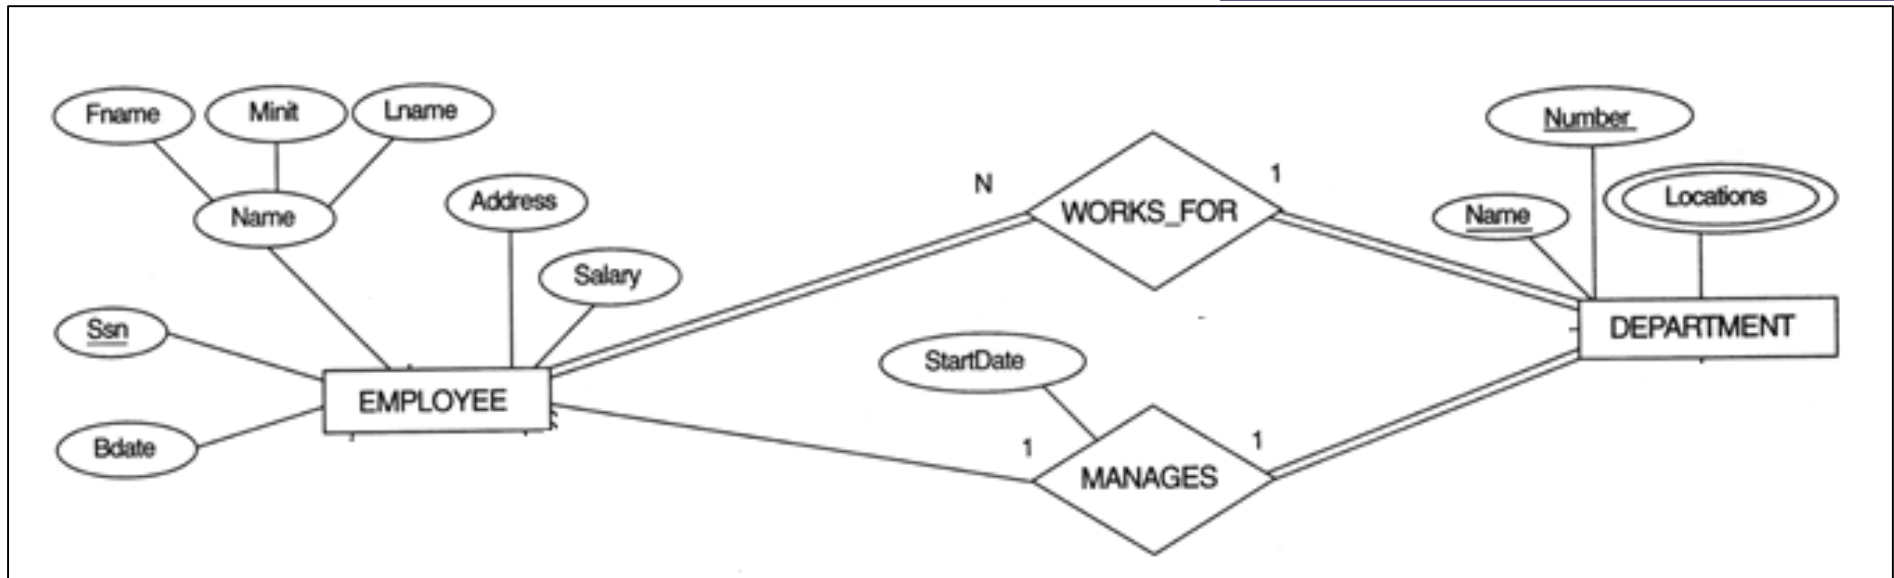 Fname
Minit
Lname
Name
Address
Salary
Ssn
Bdate
EMPLOYEE
N
WORKS_FOR
1
StartDate
1
MANAGES
1
Number
Name
Locations
DEPARTMENT